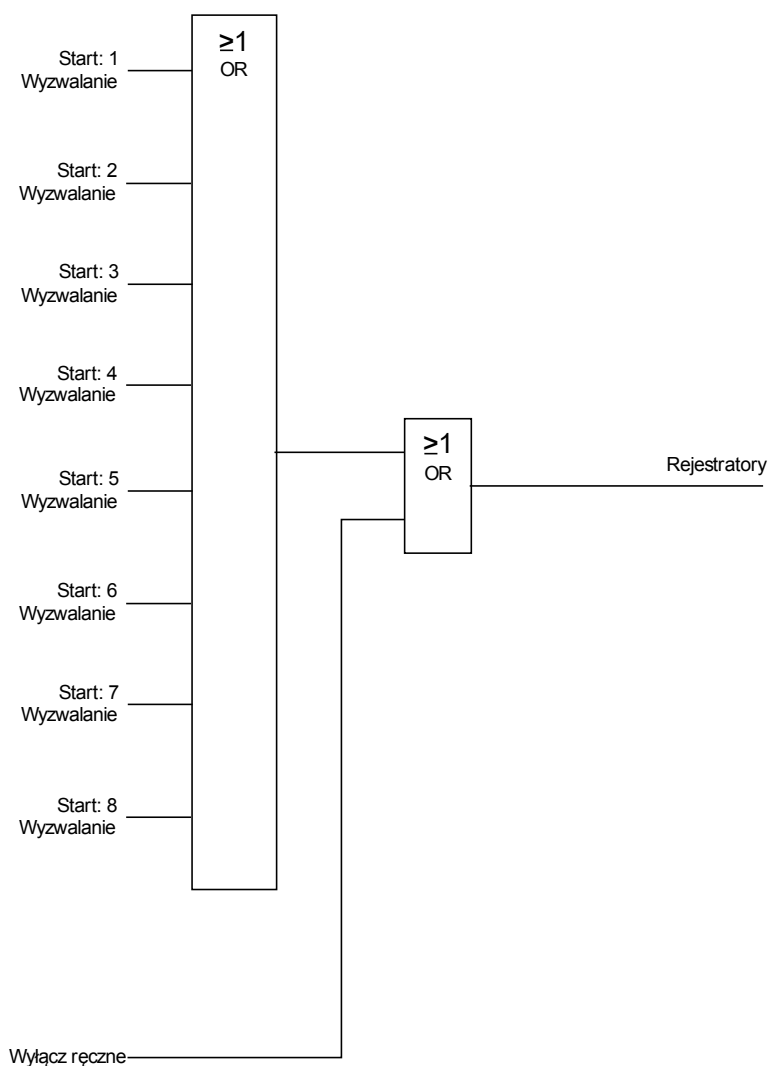 ≥1
OR
Start: 1
Wyzwalanie
Start: 2
Wyzwalanie
Start: 3
Wyzwalanie
Start: 4
Wyzwalanie
≥1
OR
Rejestratory
Start: 5
Wyzwalanie
Start: 6
Wyzwalanie
Start: 7
Wyzwalanie
Start: 8
Wyzwalanie
Wyłącz ręczne